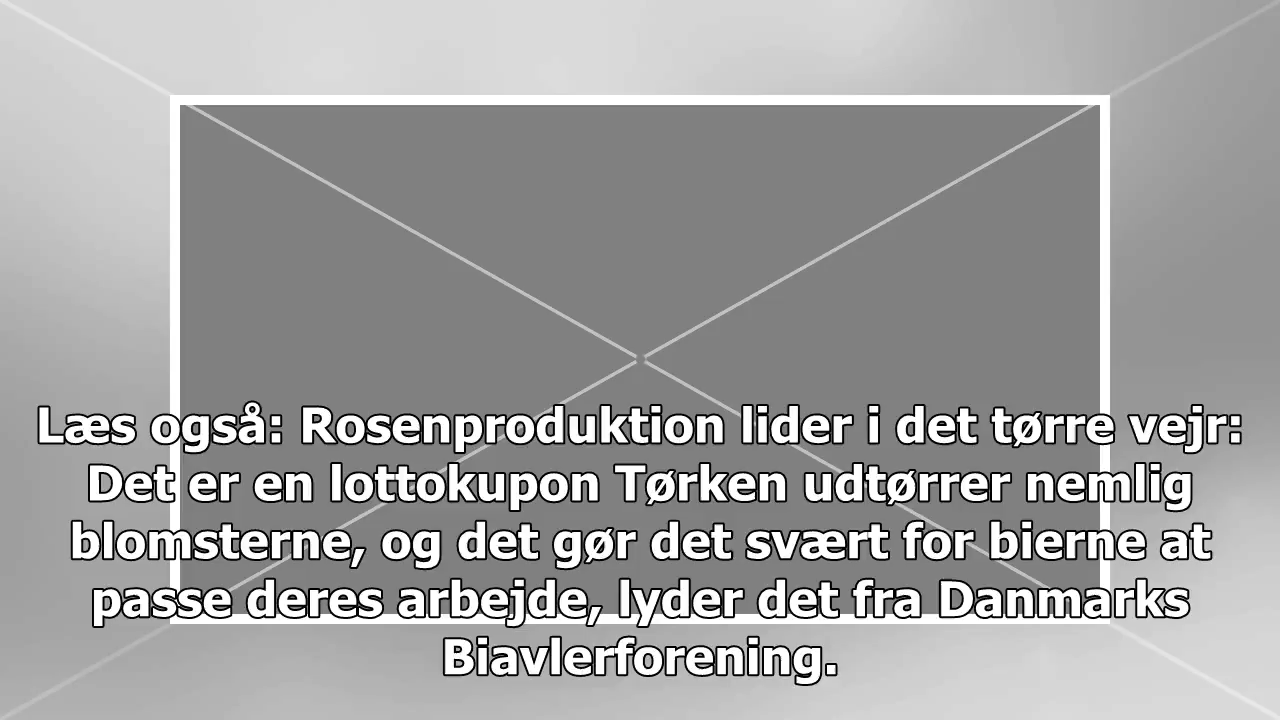 Læs også: Rosenproduktion lider i det tørre vejr:
Det er en lottokupon Tørken udtørrer nemlig
blomsterne, og det gør det svært for bierne at
passe deres arbejde, lyder det fra Danmarks
Biavlerforening.